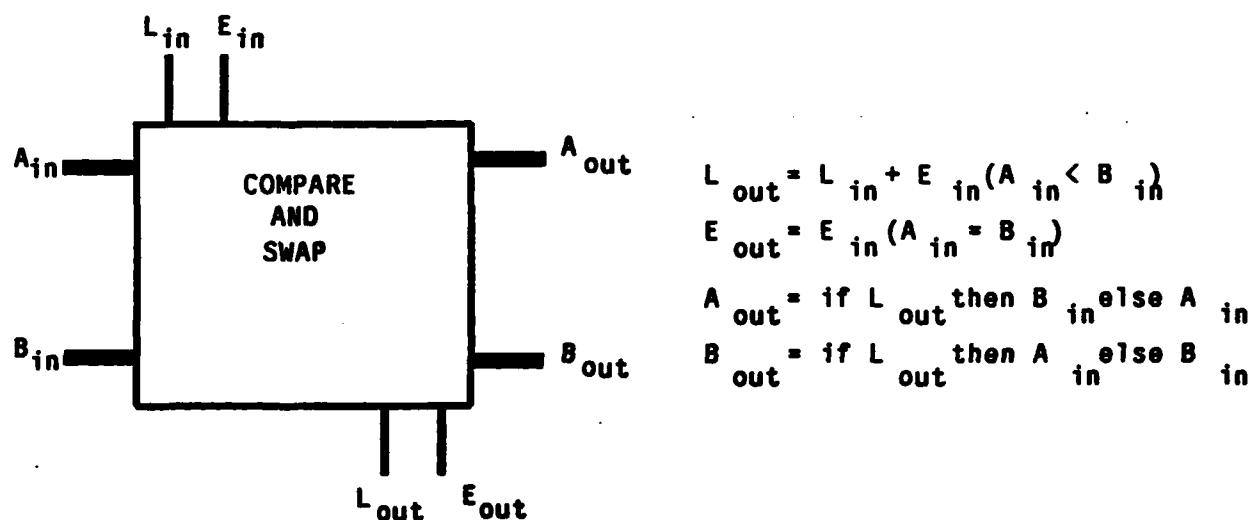 L in E in
A in
A out
COMPARE
AND
SWAP
B in
B out
L out E out
L out = L in + E in (A in < B in)
E out = E in (A in = B in)
A out = if L out then B in else A in
B out = if L out then A in else B in